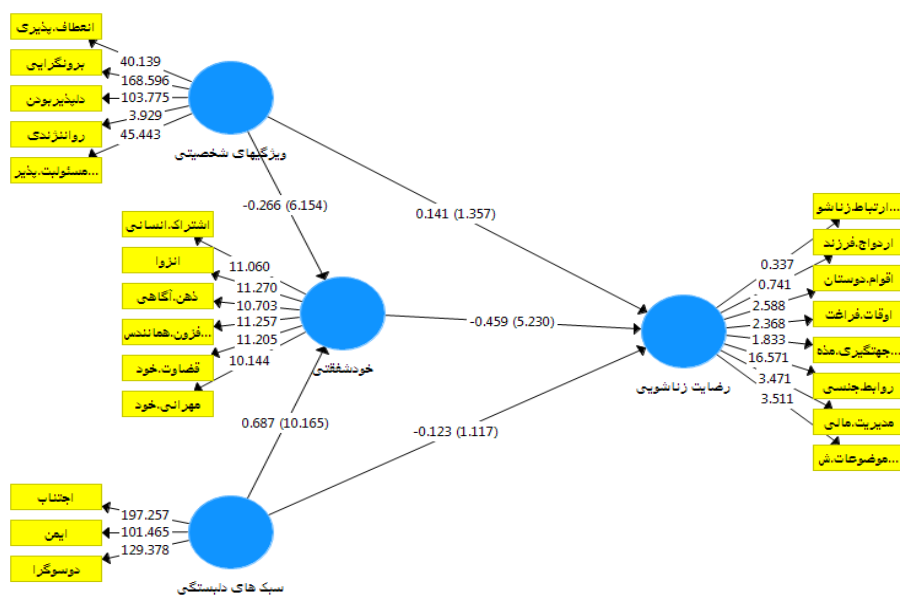 انعطاف.پذیری
برونگرایی
دلپذیربودن
رواننژندی
مسئولیت.پذیر...
40.139
168.596
103.775
3.929
45.443
ویژگیهای شخصیتی
-0.266 (6.154)
0.141 (1.357)
اشتراک.انسانی
انزوا
ذهن.آگاهی
فزون.همانندس...
قضاوت.خود
مهرانی.خود
11.060
11.270
10.703
11.257
11.205
10.144
خودشفقتی
-0.459 (5.230)
0.687 (10.165)
-0.123 (1.117)
اجتناب
ایمن
دوسوگرا
197.257
101.465
129.378
سبک های دلبستگی
رضایت زناشویی
0.337
0.741
2.588
2.368
1.833
16.571
3.471
3.511
ارتباط.زناشو...
ازدواج.فرزند
اقوام.دوستان
اوقات.فراغت
جهتگیری.مذه...
روابط.جنسی
مدیریت.مالی
موضوعات.ش...